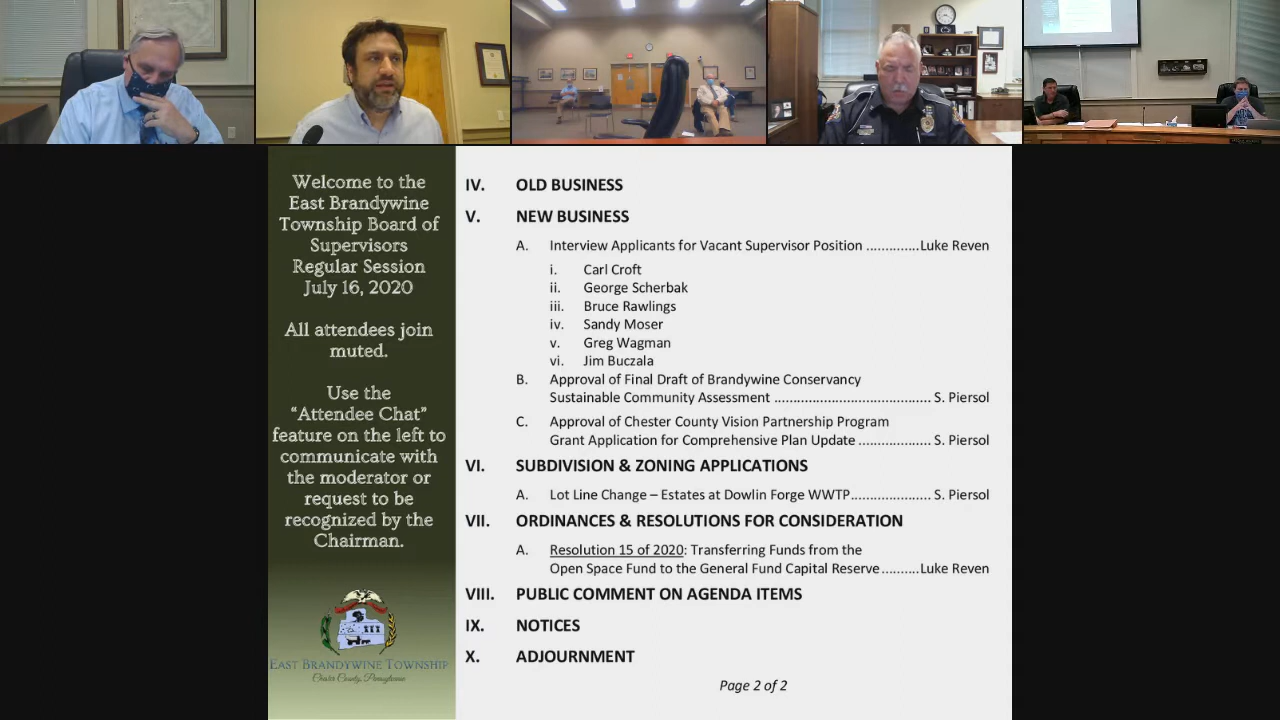 Welcome to the
East Brandywine
Township Board of
Supervisors
Regular Session
July 16, 2020
All attendees join
muted.
Use the
“Attendee Chat”
feature on the left to
communicate with
the moderator or
request to be
recognized by the
Chairman.
EAST BRANDYWINE TOWNSHIP
Chester County, Pennsylvania
IV. OLD BUSINESS
V. NEW BUSINESS
A. Interview Applicants for Vacant Supervisor Position .............Luke Reven
i. Carl Croft
ii. George Scherbak
iii. Bruce Rawlings
iv. Sandy Moser
v. Greg Wagman
vi. Jim Buczala
B. Approval of Final Draft of Brandywine Conservancy
Sustainable Community Assessment ...................................... S. Piersol
C. Approval of Chester County Vision Partnership Program
Grant Application for Comprehensive Plan Update .................. S. Piersol
VI. SUBDIVISION & ZONING APPLICATIONS
A. Lot Line Change – Estates at Dowlin Forge WWTP.................... S. Piersol
VII. ORDINANCES & RESOLUTIONS FOR CONSIDERATION
A. Resolution 15 of 2020: Transferring Funds from the
Open Space Fund to the General Fund Capital Reserve..........Luke Reven
VIII. PUBLIC COMMENT ON AGENDA ITEMS
IX. NOTICES
X. ADJOURNMENT
Page 2 of 2